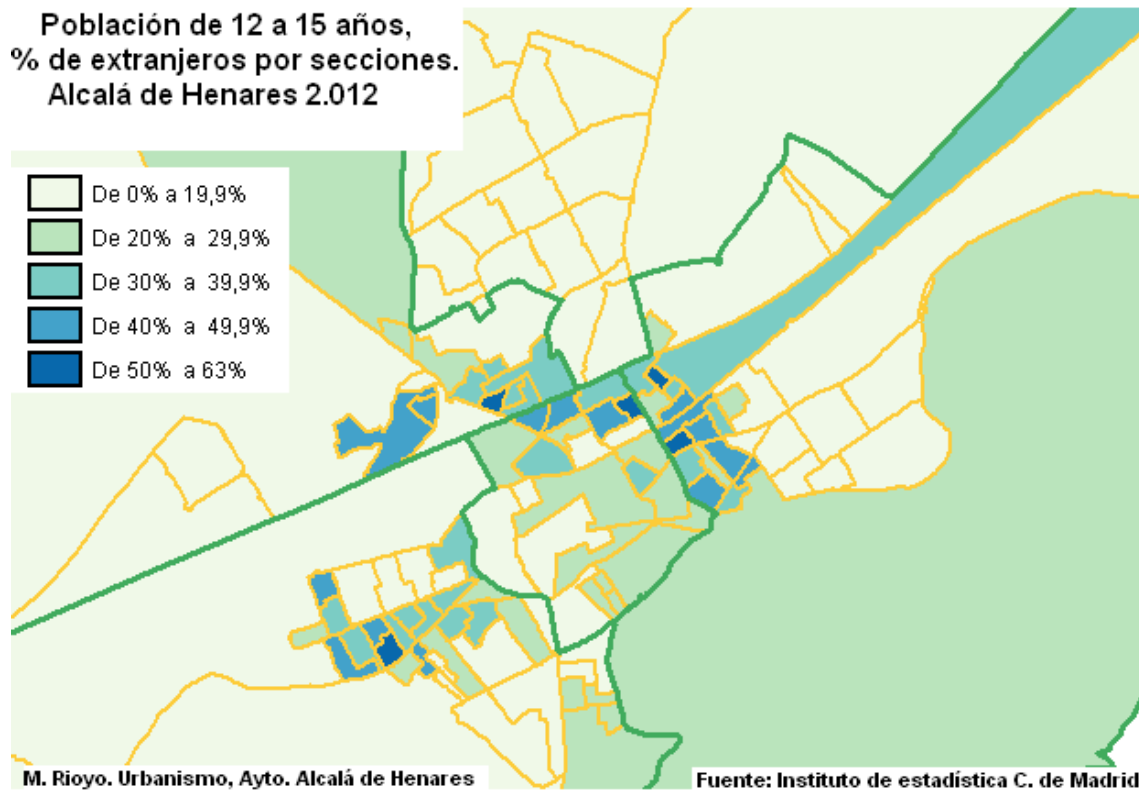 Población de 12 a 15 años,
% de extranjeros por secciones.
Alcalá de Henares 2.012
De 0% a 19,9%
De 20% a 29,9%
De 30% a 39,9%
De 40% a 49,9%
De 50% a 63%
M. Rioyo. Urbanismo, Ayto. Alcalá de Henares
Fuente: Instituto de estadística C. de Madrid